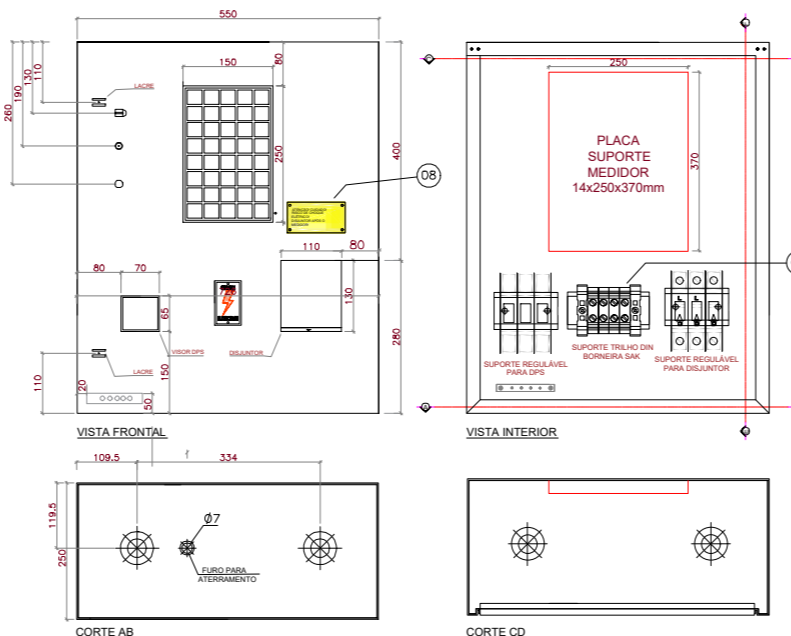 550
80
150
110
130
190
260
LACRE
250
400
08
110
80
80
70
130
65
280
VISOR DPS
DISJUNTOR
LACRE
110
20
150
50
VISTA FRONTAL
250
PLACA
SUPORTE
MEDIDOR
14x250x370mm
370
SUPORTE REGULÁVEL
PARA DPS
SUPORTE TRILHO DIN
BORNEIRA SAK
SUPORTE REGULÁVEL
PARA DISJUNTOR
L
L
VISTA INTERIOR
109.5
334
119.5
250
Ø7
FURO PARA
ATERRAMENTO
CORTE AB
CORTE CD